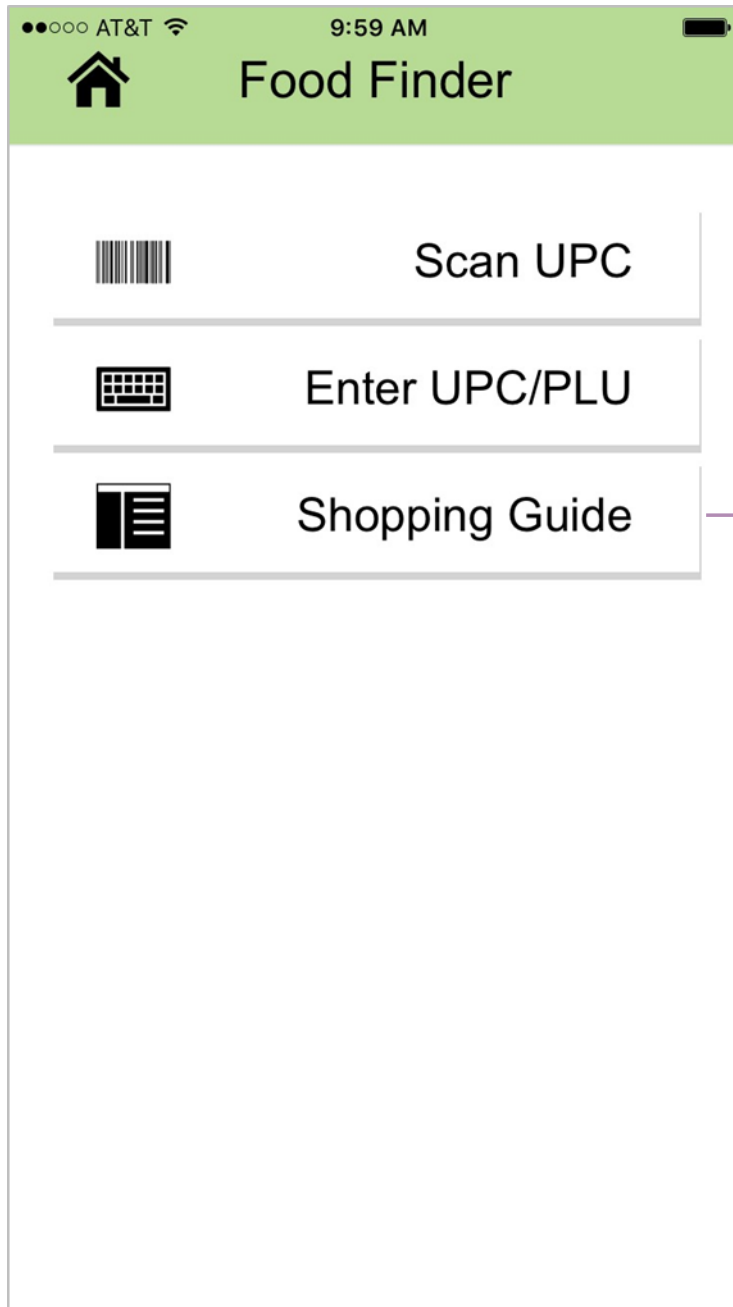 AT&T 9:59 AM
Food Finder
Scan UPC
Enter UPC/PLU
Shopping Guide